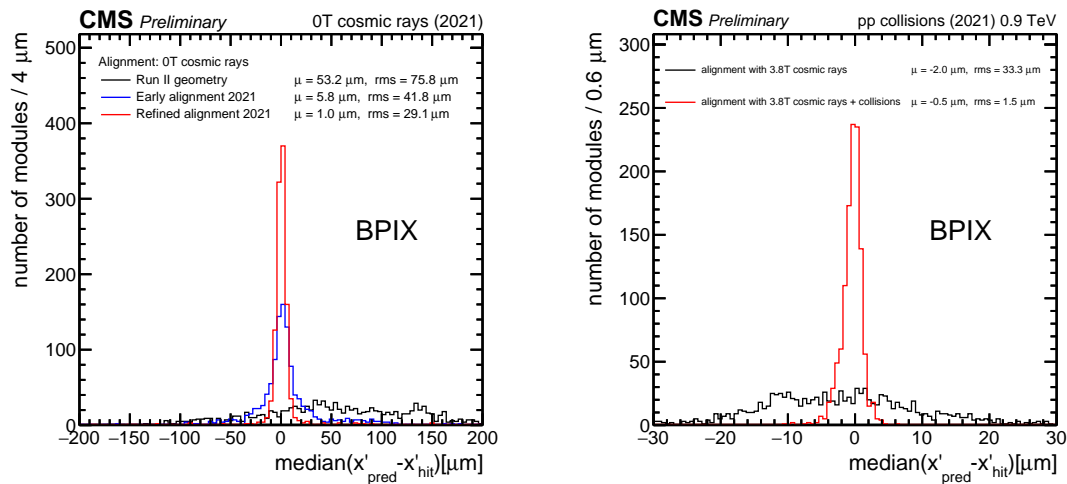 CMS Preliminary 0T cosmic rays (2021)
number of modules / 4 μm
500
400
300
200
100
0
Alignment: 0T cosmic rays
Run II geometry μ = 53.2 μm, rms = 75.8 μm
Early alignment 2021 μ = 5.8 μm, rms = 41.8 μm
Refined alignment 2021 μ = 1.0 μm, rms = 29.1 μm
BPIX
−200 −150 −100 −50 0 50 100 150 200
median(x'pred-x'hit)[μm]
CMS Preliminary pp collisions (2021) 0.9 TeV
number of modules / 0.6 μm
300
250
200
150
100
50
0
alignment with 3.8T cosmic rays μ = -2.0 μm, rms = 33.3 μm
alignment with 3.8T cosmic rays + collisions μ = -0.5 μm, rms = 1.5 μm
BPIX
−30 −20 −10 0 10 20 30
median(x'pred-x'hit)[μm]